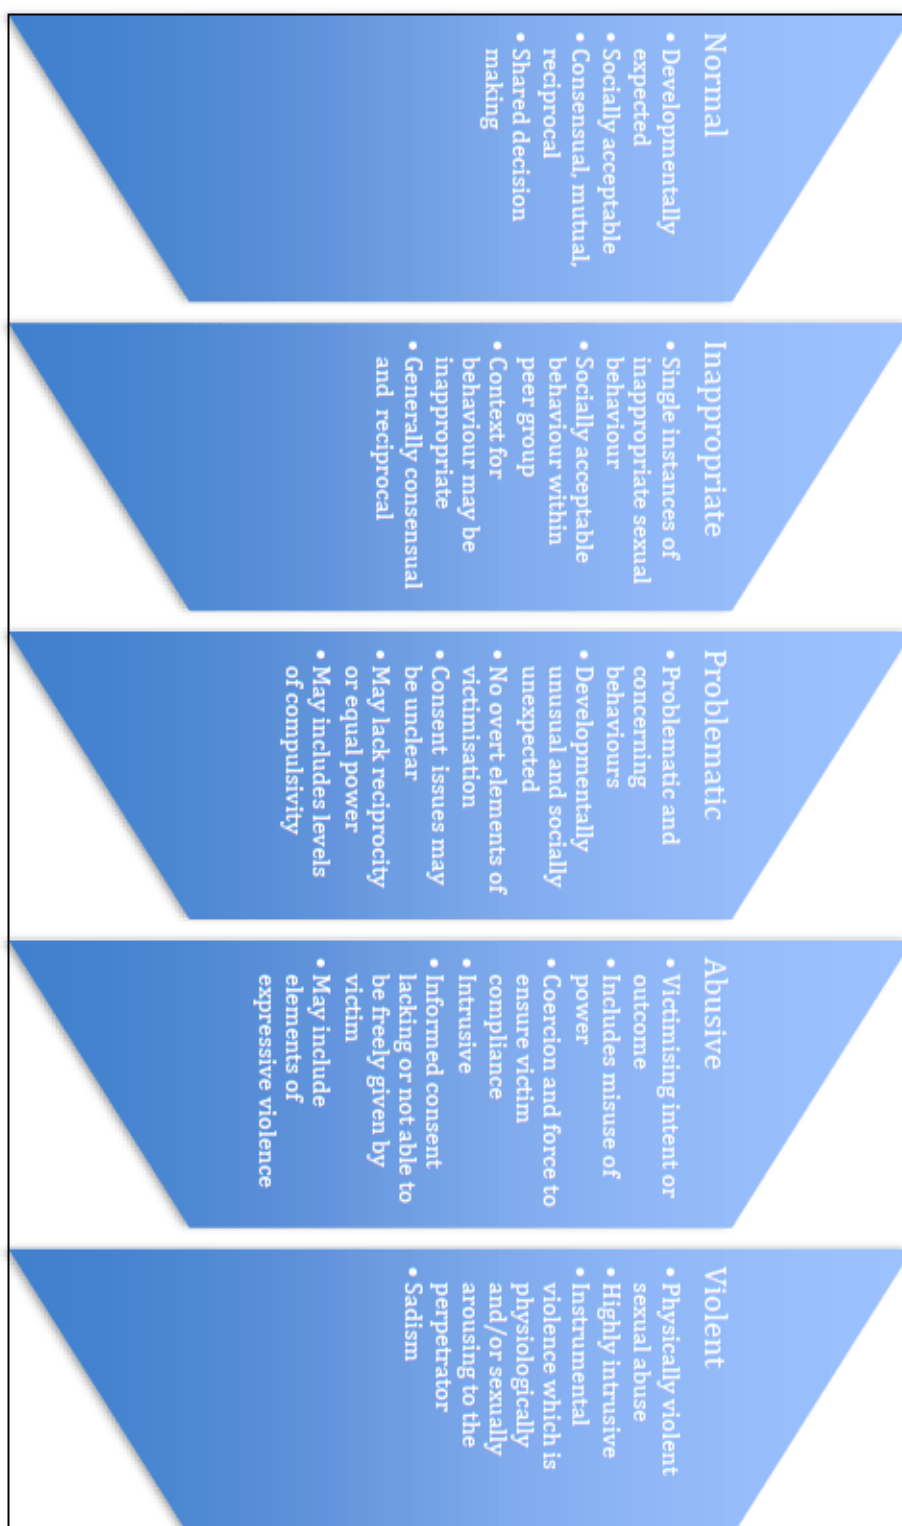 Normal
• Developmentally
expected
• Socially acceptable
• Consensual, mutual,
reciprocal
• Shared decision
making
Inappropriate
• Single instances of
inappropriate sexual
behaviour
• Socially acceptable
behaviour within
peer group
• Context for
behaviour may be
inappropriate
• Generally consensual
and reciprocal
Problematic
• Problematic and
concerning
behaviours
• Developmentally
unusual and socially
unexpected
• No overt elements of
victimisation
• Consent issues may
be unclear
• May lack reciprocity
or equal power
• May includes levels
of compulsivity
Abusive
• Victimising intent or
outcome
• Includes misuse of
power
• Coercion and force to
ensure victim
compliance
• Intrusive
• Informed consent
lacking or not able to
be freely given by
victim
• May include
elements of
expressive violence
Violent
• Physically violent
sexual abuse
• Highly intrusive
• Instrumental
violence which is
physiologically
and/or sexually
arousing to the
perpetrator
• Sadism